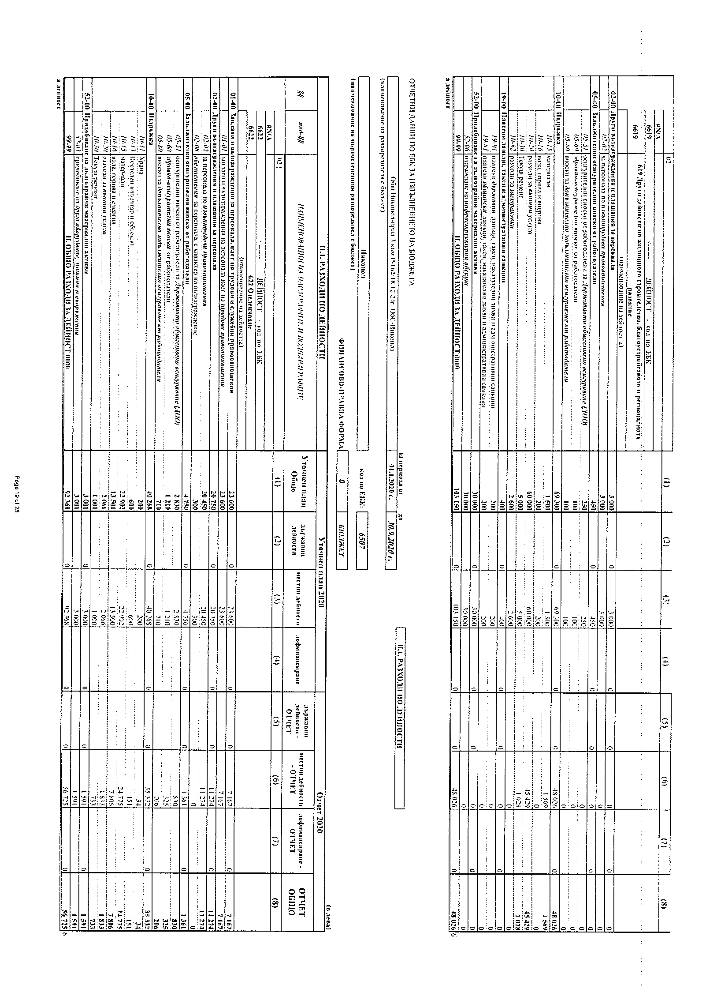 02.: (1) (2) (3) (4) (5) (6) (7) (8)
#N/A
6619 <------ ДЕЙНОСТ - код по ЕБК
6619 619 Други дейности по жилищното строителство, благоустройството и регионалното
развитие
(наименование на дейността)
02-00 Други възнаграждения и плащания за персонала 3 000 0 3 000 0 0 0 0 0
02-02 за персонала по извънтрудови правоотношения 3 000 3 000 0 0
05-00 Задължителни осигурителни вноски от работодатели 450 0 450 0 0 0 0 0
05-51 осигурителни вноски от работодатели за Държавното обществено осигуряване (ДОО) 250 250 0 0
05-60 здравно-осигурителни вноски от работодатели 100 100 0 0
05-80 вноски за допълнително задължително осигуряване от работодатели 100 100 0 0
10-00 Издръжка 69 300 0 69 300 0 0 48 026 0 48 026
10-15 материали 1 500 1 500 1 569 1 569
10-16 вода, горива и енергия 200 200 0 0
10-20 разходи за външни услуги 60 000 60 000 45 429 45 429
10-30 Текущ ремонт 5 000 5 000 1 028 1 028
10-62 разходи за застраховки 2 600 2 600 0 0
19-00 Платени данъци, такси и административни санкции 400 0 400 0 0 0 0 0
19-01 платени държавни данъци, такси, наказателни лихви и административни санкции 200 200 0 0
19-81 платени общински данъци, такси, наказателни лихви и административни санкции 200 200 0 0
52-00 Придобиване на дълготрайни материални активи 30 000 0 30 000 0 0 0 0 0
52-06 изграждане на инфраструктурни обекти 30 000 30 000 0 0
99-99 II. ОБЩО РАЗХОДИ ЗА ДЕЙНОСТ 0000 103 150 0 103 150 0 0 48 026 0 48 026 6
а дейност
ОТЧЕТНИ ДАННИ ПО ЕБК ЗА ИЗПЪЛНЕНИЕТО НА БЮДЖЕТА
за периода от до II.1. РАЗХОДИ ПО ДЕЙНОСТИ
Общ Никопол-прил 3 към Р-162/18 12 20г. ОбС-Никопол 01.1.2020 г. 30.9.2020 г.
(наименование на разпоредителя с бюджет)
Никопол код по ЕБК: 6507
(наименование на първостепенния разпоредител с бюджет)
ФИНАНСОВО-ПРАВНА ФОРМА 0 БЮДЖЕТ
(в лева)
II.1. РАЗХОДИ ПО ДЕЙНОСТИ Уточнен план 2020 Отчет 2020
§§ под-§§ НАИМЕНОВАНИЯ НА ПАРАГРАФИТЕ И ПОДПАРАГРАФИТЕ Уточнен план Общо държавни дейности местни дейности дофинансиране държавни дейности - ОТЧЕТ местни дейности - ОТЧЕТ дофинансиране - ОТЧЕТ ОТЧЕТ ОБЩО
02.: (1) (2) (3) (4) (5) (6) (7) (8)
#N/A
6622 <------ ДЕЙНОСТ - код по ЕБК
6622 622 Озеленяване
(наименование на дейността)
01-00 Заплати и възнаграждения за персонала, нает по трудови и служебни правоотношения 23 600 0 23 600 0 0 7 167 0 7 167
01-01 заплати и възнаграждения на персонала нает по трудови правоотношения 23 600 23 600 7 167 7 167
02-00 Други възнаграждения и плащания за персонала 20 750 0 20 750 0 0 11 274 0 11 274
02-02 за персонала по извънтрудови правоотношения 20 450 20 450 11 274 11 274
02-08 обезщетения за персонала, с характер на възнаграждение 300 300 0 0
05-00 Задължителни осигурителни вноски от работодатели 4 750 0 4 750 0 0 1 361 0 1 361
05-51 осигурителни вноски от работодатели за Държавното обществено осигуряване (ДОО) 2 830 2 830 830 830
05-60 здравно-осигурителни вноски от работодатели 1 210 1 210 325 325
05-80 вноски за допълнително задължително осигуряване от работодатели 710 710 206 206
10-00 Издръжка 40 268 0 40 268 0 0 35 332 0 35 332
10-11 Храна 200 200 34 34
10-13 Постелен инвентар и облекло 600 600 151 151
10-15 материали 22 902 22 902 24 775 24 775
10-16 вода, горива и енергия 13 500 13 500 7 806 7 806
10-20 разходи за външни услуги 2 066 2 066 1 833 1 833
10-30 Текущ ремонт 1 000 1 000 733 733
52-00 Придобиване на дълготрайни материални активи 3 000 0 3 000 0 0 1 591 0 1 591
52-03 придобиване на друго оборудване, машини и съоръжения 3 000 3 000 1 591 1 591
99-99 II. ОБЩО РАЗХОДИ ЗА ДЕЙНОСТ 0000 92 368 0 92 368 0 0 56 725 0 56 725 6
а дейност
Page 19 of 26